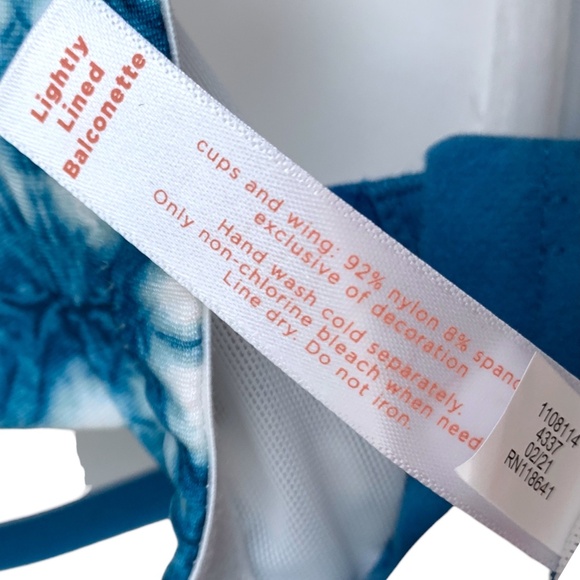 Lightly
Lined
Balconette
cups and wing: 92% nylon 8% spand
exclusive of decoration
Hand wash cold separately.
Only non-chlorine bleach when need
Line dry. Do not iron.
1108114
4337
02/21
RN118641